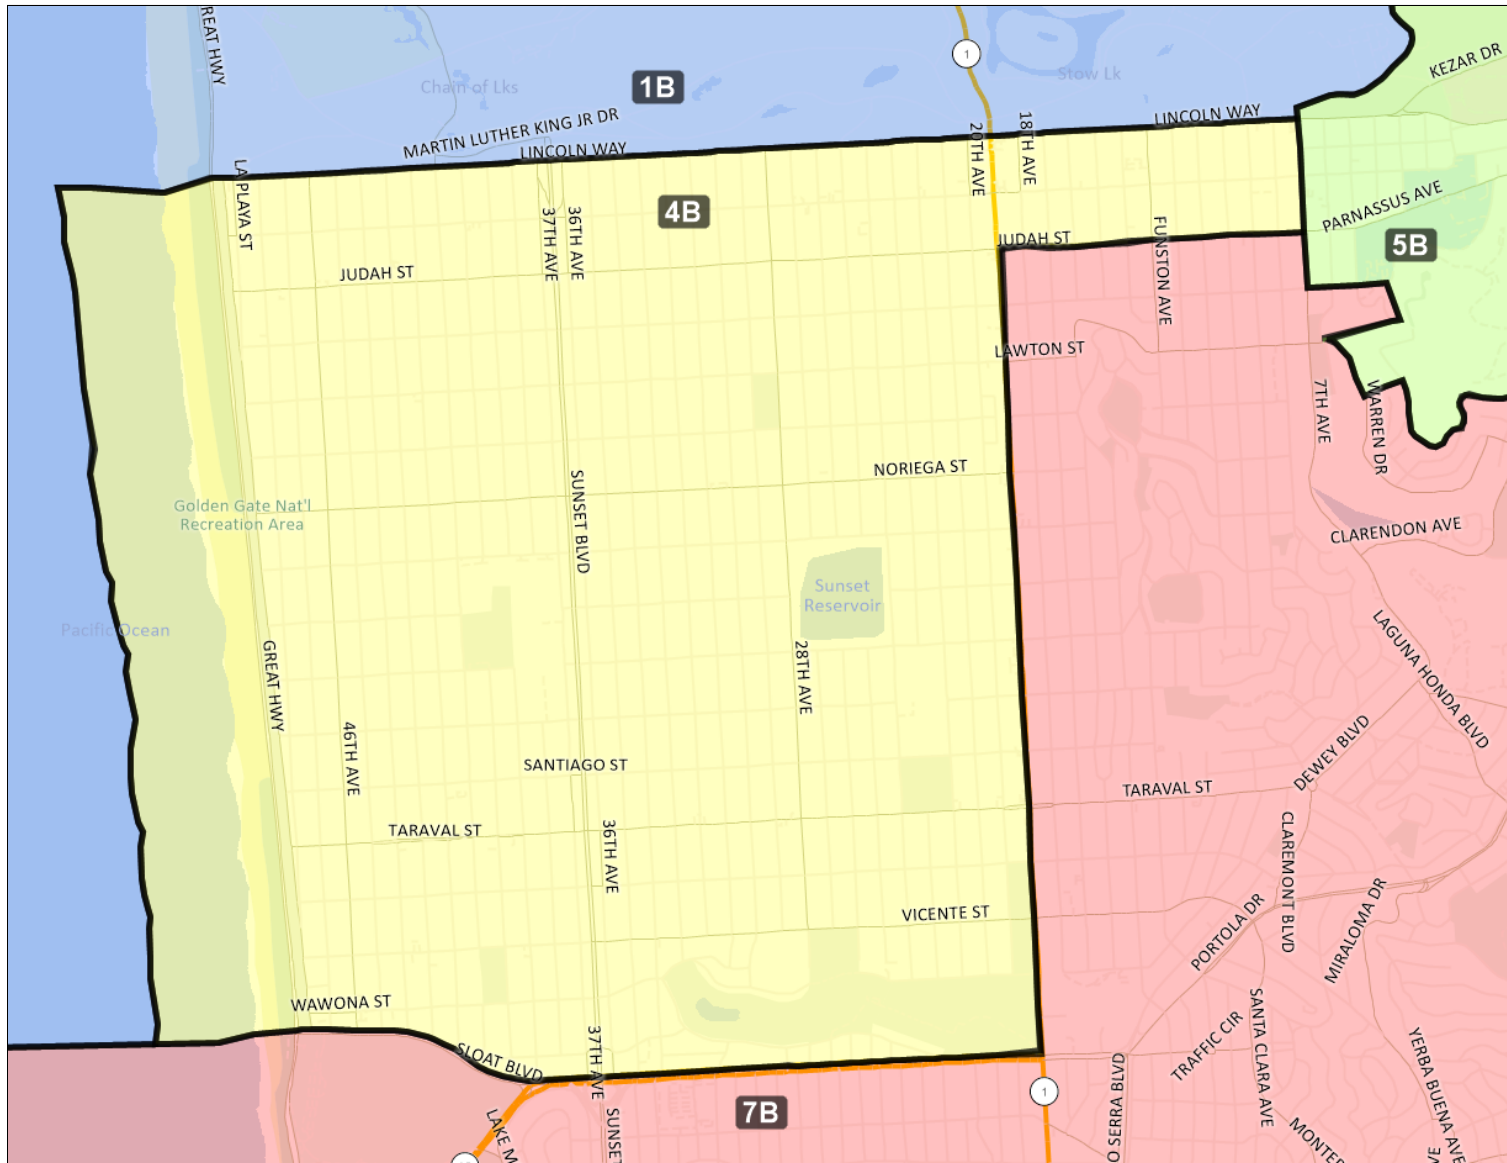 REAT HWY
1
KEZAR DR
Chain of Lks
1B
Stow Lk
MARTIN LUTHER KING JR DR
LINCOLN WAY
LINCOLN WAY
20TH AVE
18TH AVE
LA PLAYA ST
4B
PARNASSUS AVE
37TH AVE
36TH AVE
FUNSTON AVE
JUDAH ST
5B
JUDAH ST
LAWTON ST
7TH AVE
WARREN DR
NORIEGA ST
SUNSET BLVD
Golden Gate Nat'l
Recreation Area
CLARENDON AVE
Sunset
Reservoir
Pacific Ocean
LAGUNA HONDA BLVD
GREAT HWY
28TH AVE
46TH AVE
SANTIAGO ST
DEWEY BLVD
TARAVAL ST
TARAVAL ST
36TH AVE
CLAREMONT BLVD
VICENTE ST
PORTOLA DR
MIRALOMA DR
WAWONA ST
SANTA CLARA AVE
TRAFFIC CIR
37TH AVE
SLOAT BLVD
YERBA BUENA AVE
O SERRA BLVD
1
7B
LAKE M
SUNSET
MONTER
VE